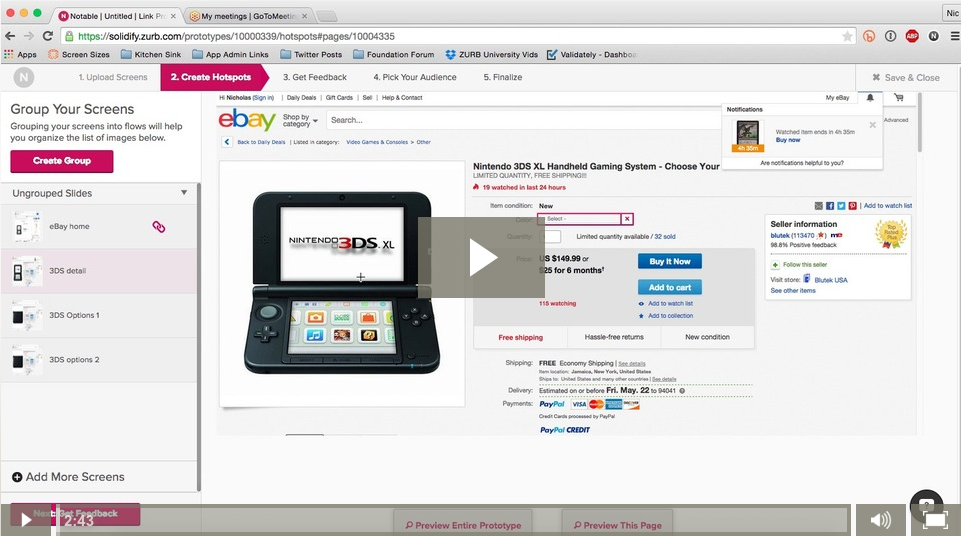 Notable | Untitled | Link Pr
My meetings | GoToMeetin
Nic
https://solidify.zurb.com/prototypes/10000339/hotspots#pages/10004335
Apps
Screen Sizes
Kitchen Sink
App Admin Links
Twitter Posts
Foundation Forum
ZURB University Vids
Validately - Dashboa
N
1. Upload Screens
2. Create Hotspots
3. Get Feedback
4. Pick Your Audience
5. Finalize
Save & Close
Group Your Screens
Grouping your screens into flows will help
you organize the list of images below.
Create Group
Ungrouped Slides
eBay home
3DS detail
3DS Options 1
3DS options 2
Add More Screens
Next: Get Feedback
Hi Nicholas (Sign in)
Daily Deals
Gift Cards
Sell
Help & Contact
My eBay
ebay
Shop by
category
Search...
Advanced
Notifications
Watched item ends in 4h 35m
Buy now
4h 35m
Are notifications helpful to you?
Back to Daily Deals
Listed in category:
Video Games & Consoles > Other
NINTENDO 3DS XL
Nintendo 3DS XL Handheld Gaming System - Choose Your
LIMITED QUANTITY, FREE SHIPPING!!!
19 watched in last 24 hours
Item condition:
New
Color:
- Select -
Quantity:
Limited quantity available / 32 sold
Price:
US $149.99 or
$25 for 6 months†
Buy It Now
Add to cart
115 watching
Add to watch list
Add to collection
Free shipping
Hassle-free returns
New condition
Shipping:
FREE Economy Shipping | See details
Item location: Jamaica, New York, United States
Ships to: United States and many other countries | See details
Delivery:
Estimated on or before Fri. May. 22 to 94041
Payments:
PayPal VISA DISCOVER
Credit Cards processed by PayPal
PayPal CREDIT
Add to watch list
Seller information
blutek (113470
me
98.8% Positive feedback
Top
Rated
Plus
Follow this seller
Visit store:
Blutek USA
See other items
2:43
Preview Entire Prototype
Preview This Page